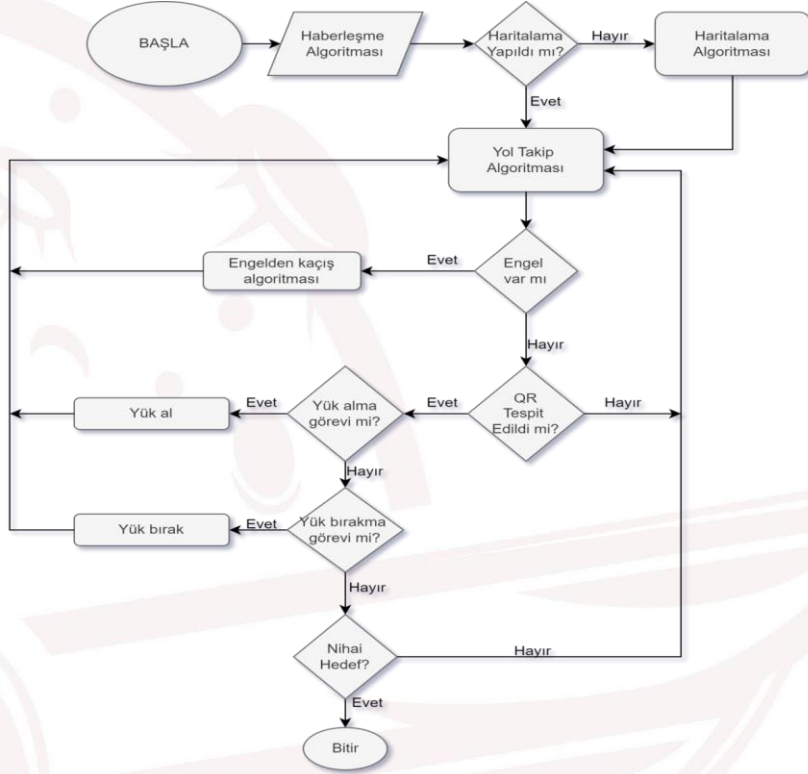 BAŞLA
Haberleşme
Algoritması
Haritalama
Yapıldı mı?
Hayır
Haritalama
Algoritması
Evet
Yol Takip
Algoritması
Engelden kaçış
algoritması
Evet
Engel
var mı
Hayır
Yük al
Evet
Yük alma
görevi mi?
Evet
QR
Tespit
Edildi mi?
Hayır
Hayır
Yük bırak
Evet
Yük bırakma
görevi mi?
Hayır
Nihai
Hedef?
Hayır
Evet
Bitir